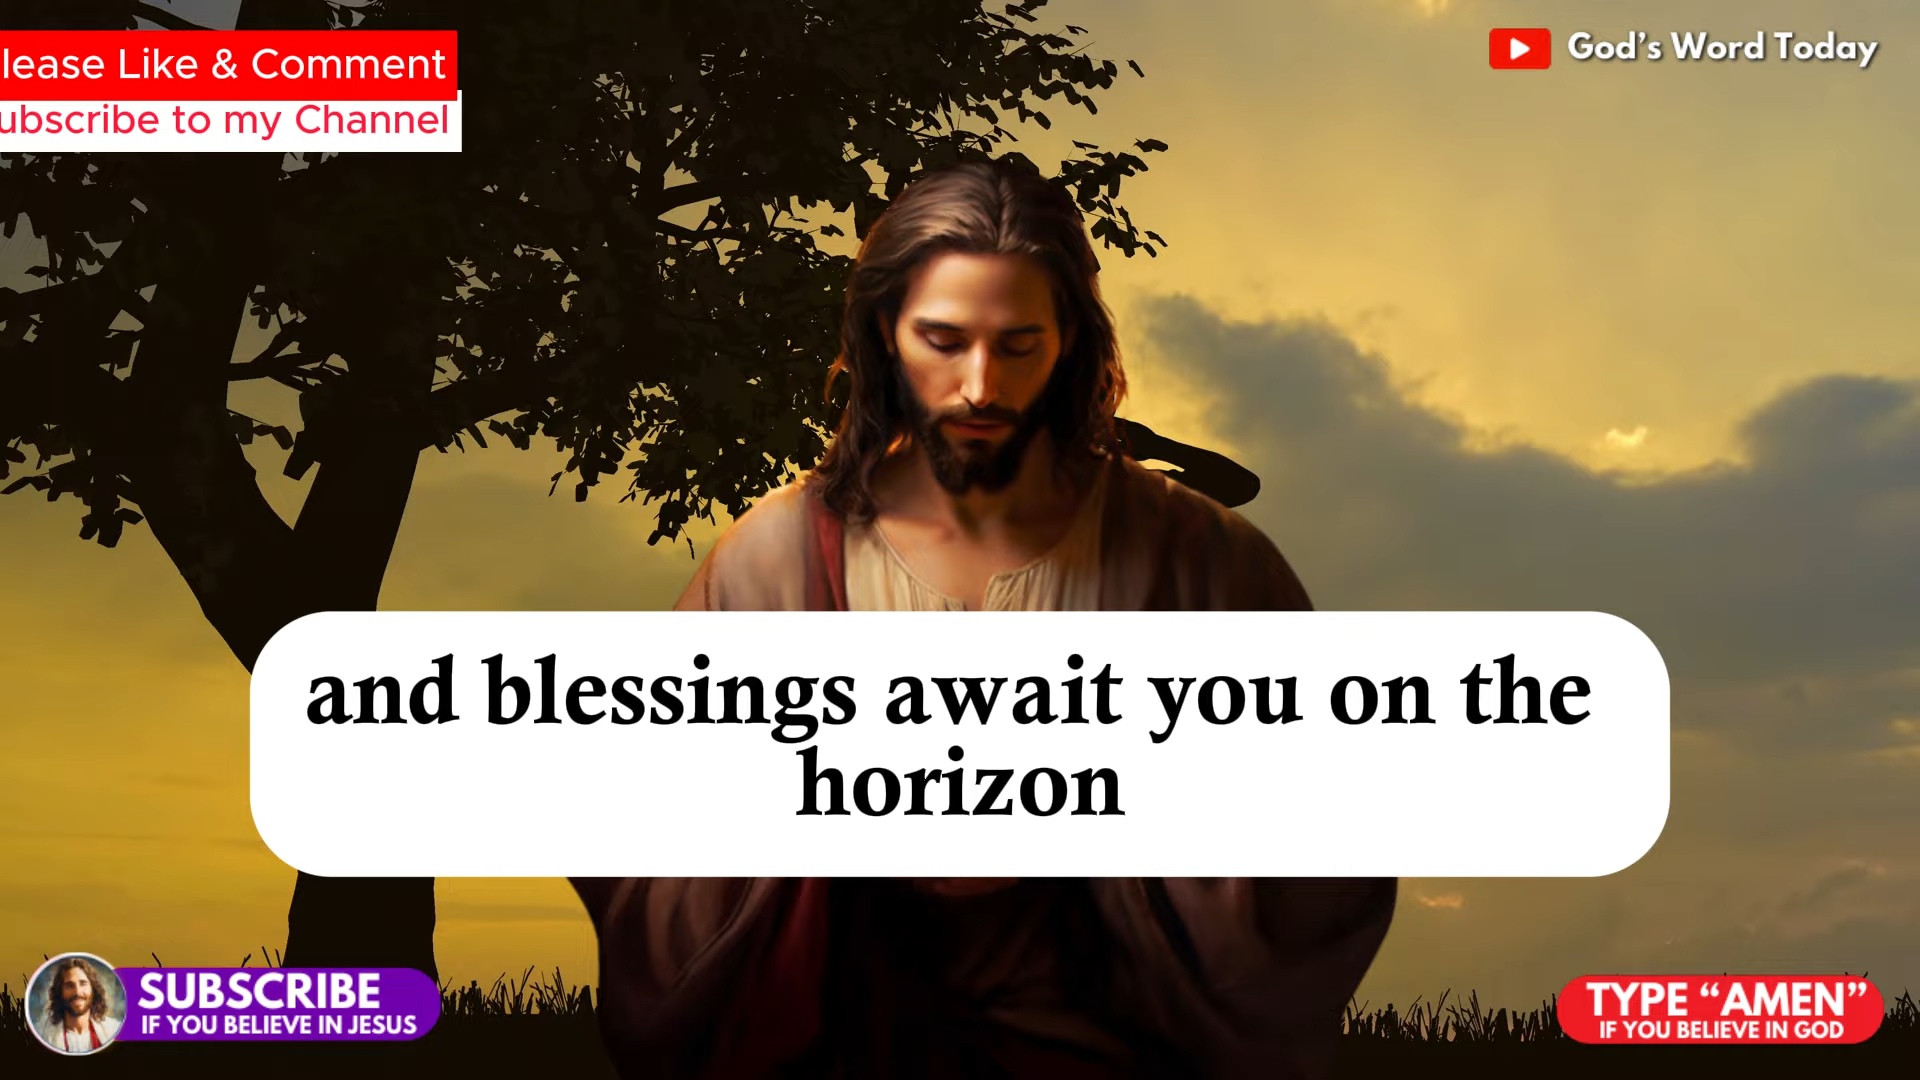 lease Like & Comment
ubscribe to my Channel
God's Word Today
and blessings await you on the
horizon
SUBSCRIBE
IF YOU BELIEVE IN JESUS
TYPE “AMEN”
IF YOU BELIEVE IN GOD